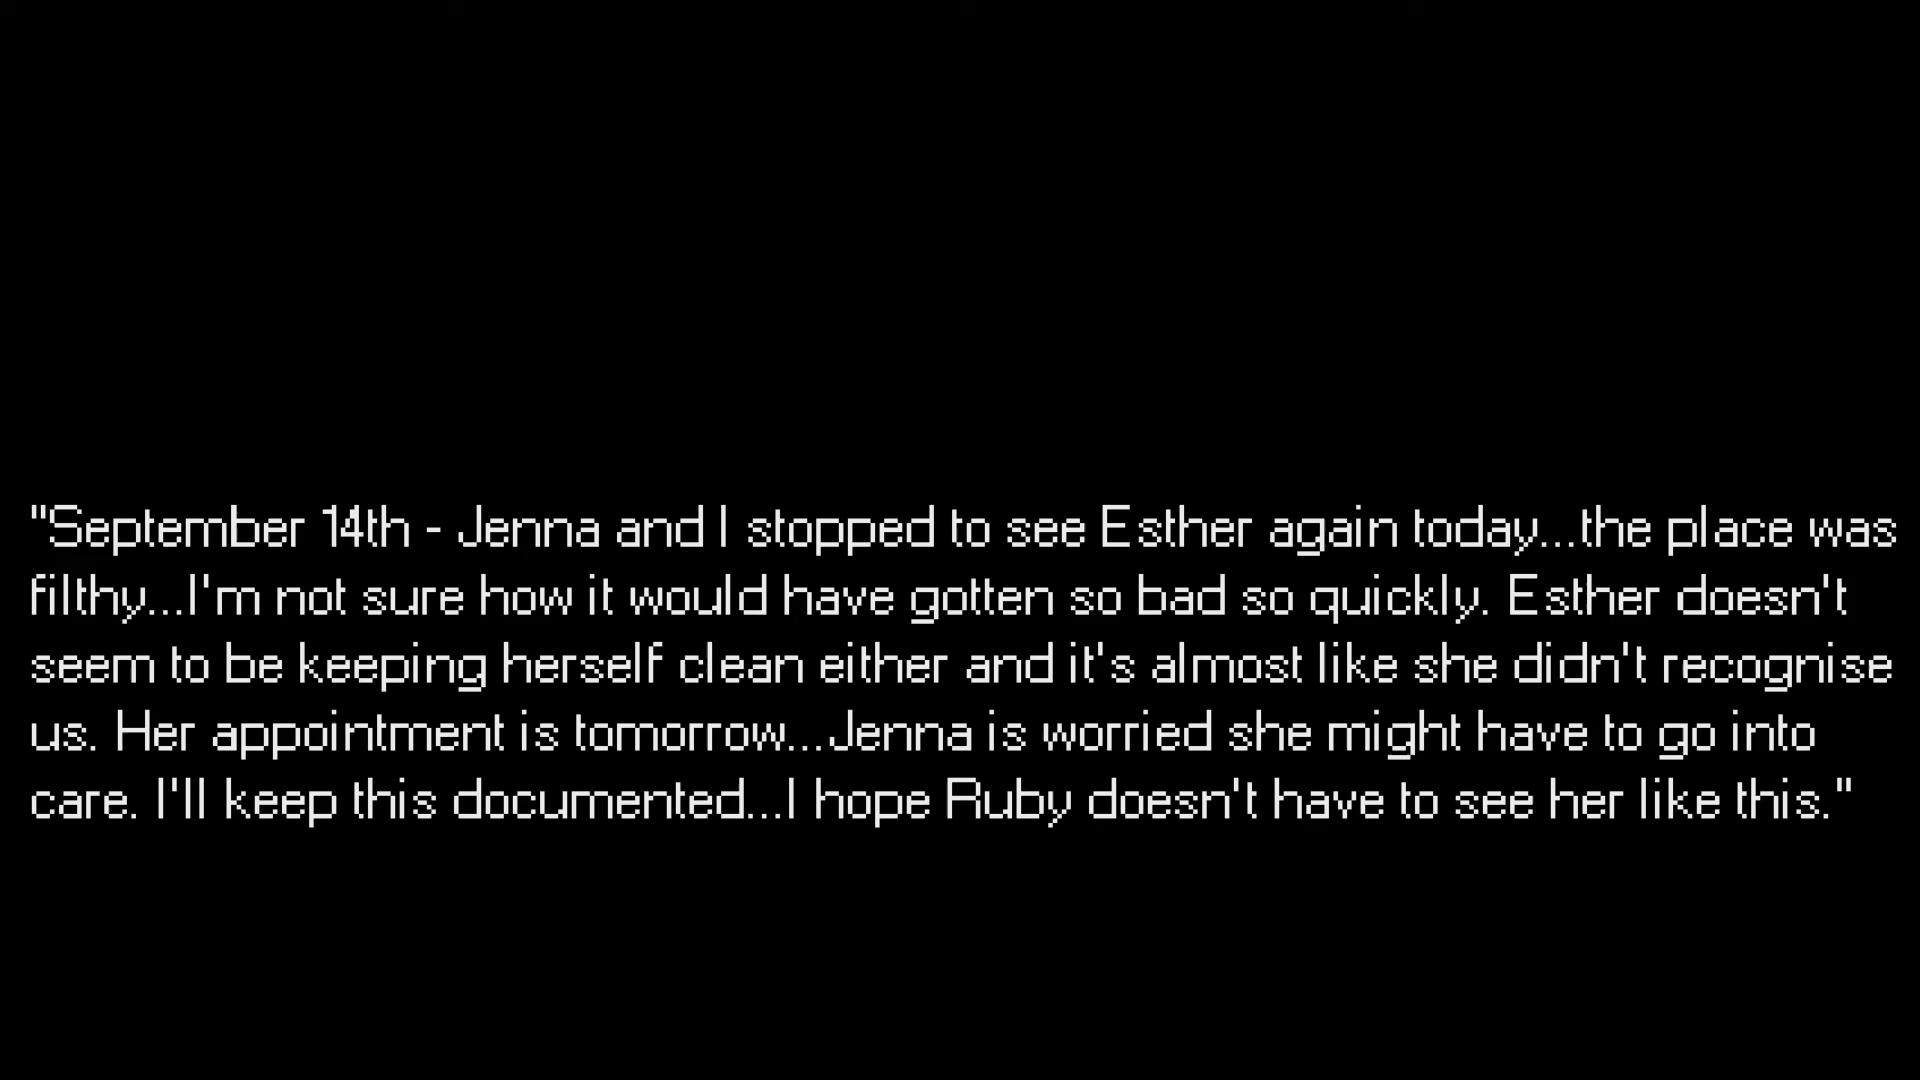 "September 14th - Jenna and I stopped to see Esther again today...the place was
filthy...I'm not sure how it would have gotten so bad so quickly. Esther doesn't
seem to be keeping herself clean either and it's almost like she didn't recognise
us. Her appointment is tomorrow...Jenna is worried she might have to go into
care. I'll keep this documented...I hope Ruby doesn't have to see her like this."